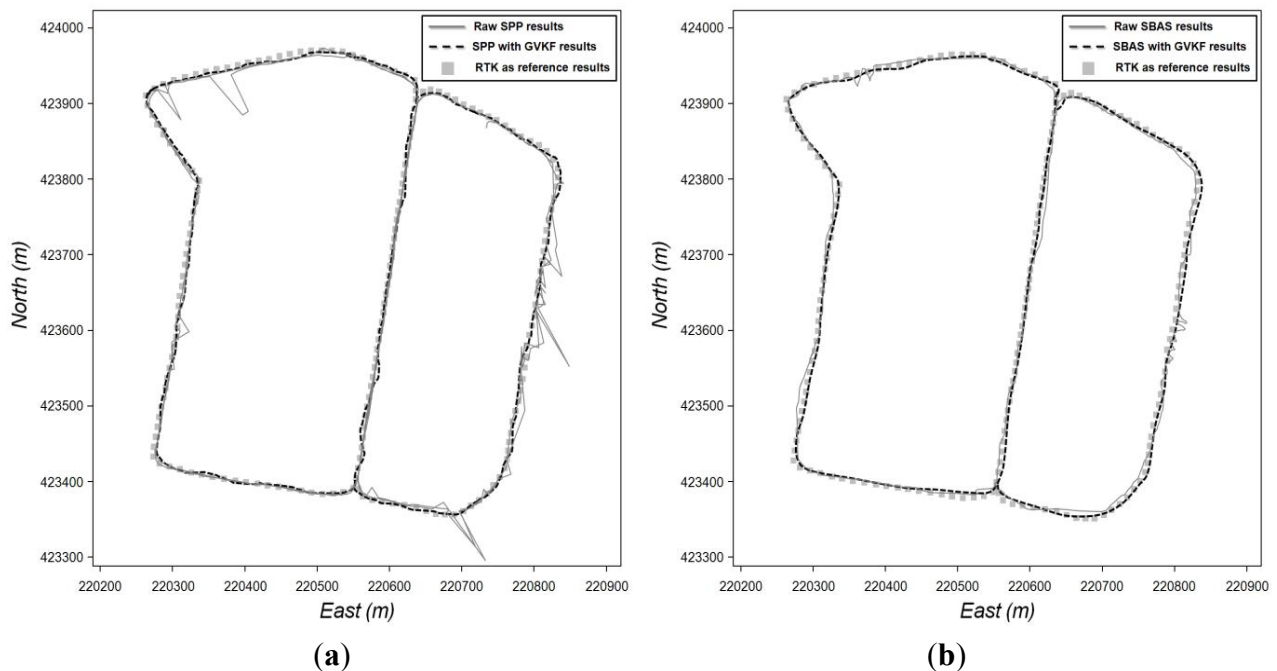 424000
423900
423800
423700
423600
423500
423400
423300
North (m)
Raw SPP results
SPP with GVKF results
RTK as reference results
220200 220300 220400 220500 220600 220700 220800 220900
East (m)
(a)
424000
423900
423800
423700
423600
423500
423400
423300
North (m)
Raw SBAS results
SBAS with GVKF results
RTK as reference results
220200 220300 220400 220500 220600 220700 220800 220900
East (m)
(b)